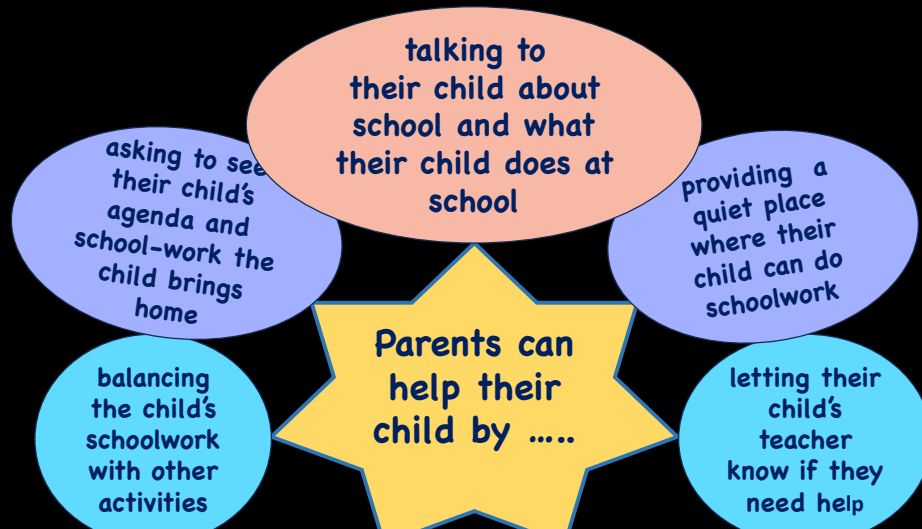 talking to
their child about
school and what
their child does at
school
asking to see
their child's
agenda and
school-work the
child brings
home
providing a
quiet place
where their
child can do
schoolwork
Parents can
help their
child by .....
balancing
the child's
schoolwork
with other
activities
letting their
child's
teacher
know if they
need help